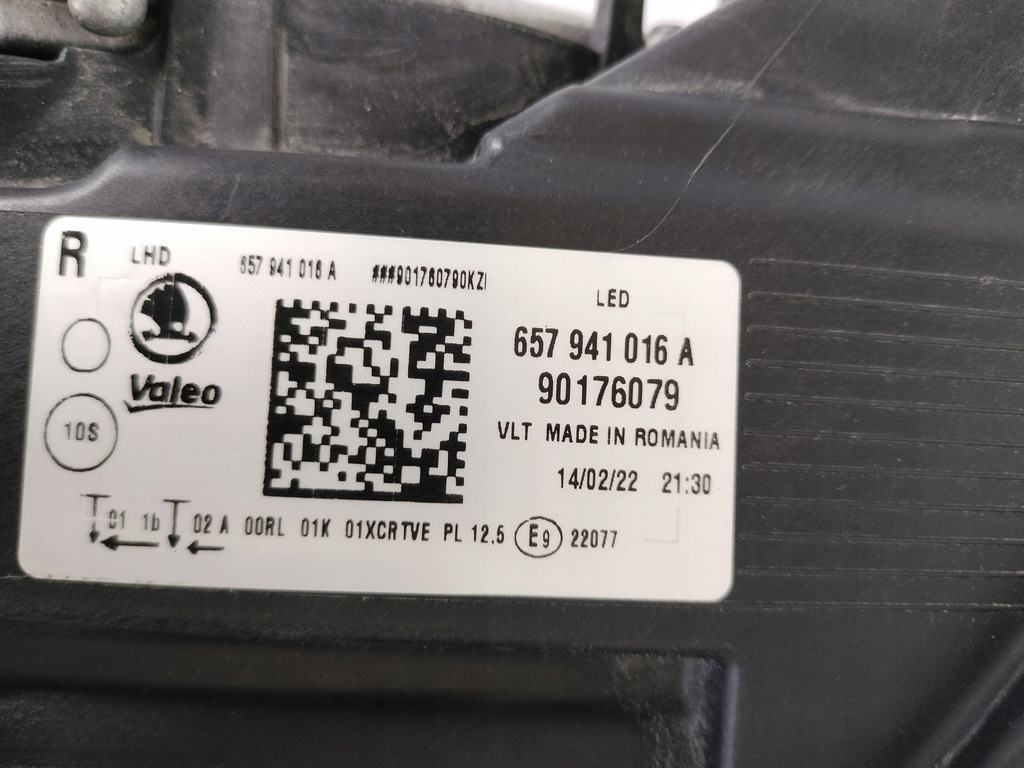 R LHD 657 941 016 A ###901760790KZI
LED
657 941 016 A
Valeo
90176079
10S
VLT MADE IN ROMANIA
14/02/22 21:30
01 1b 02 A 00RL 01K 01XCRTVE PL 12.5 E9 22077